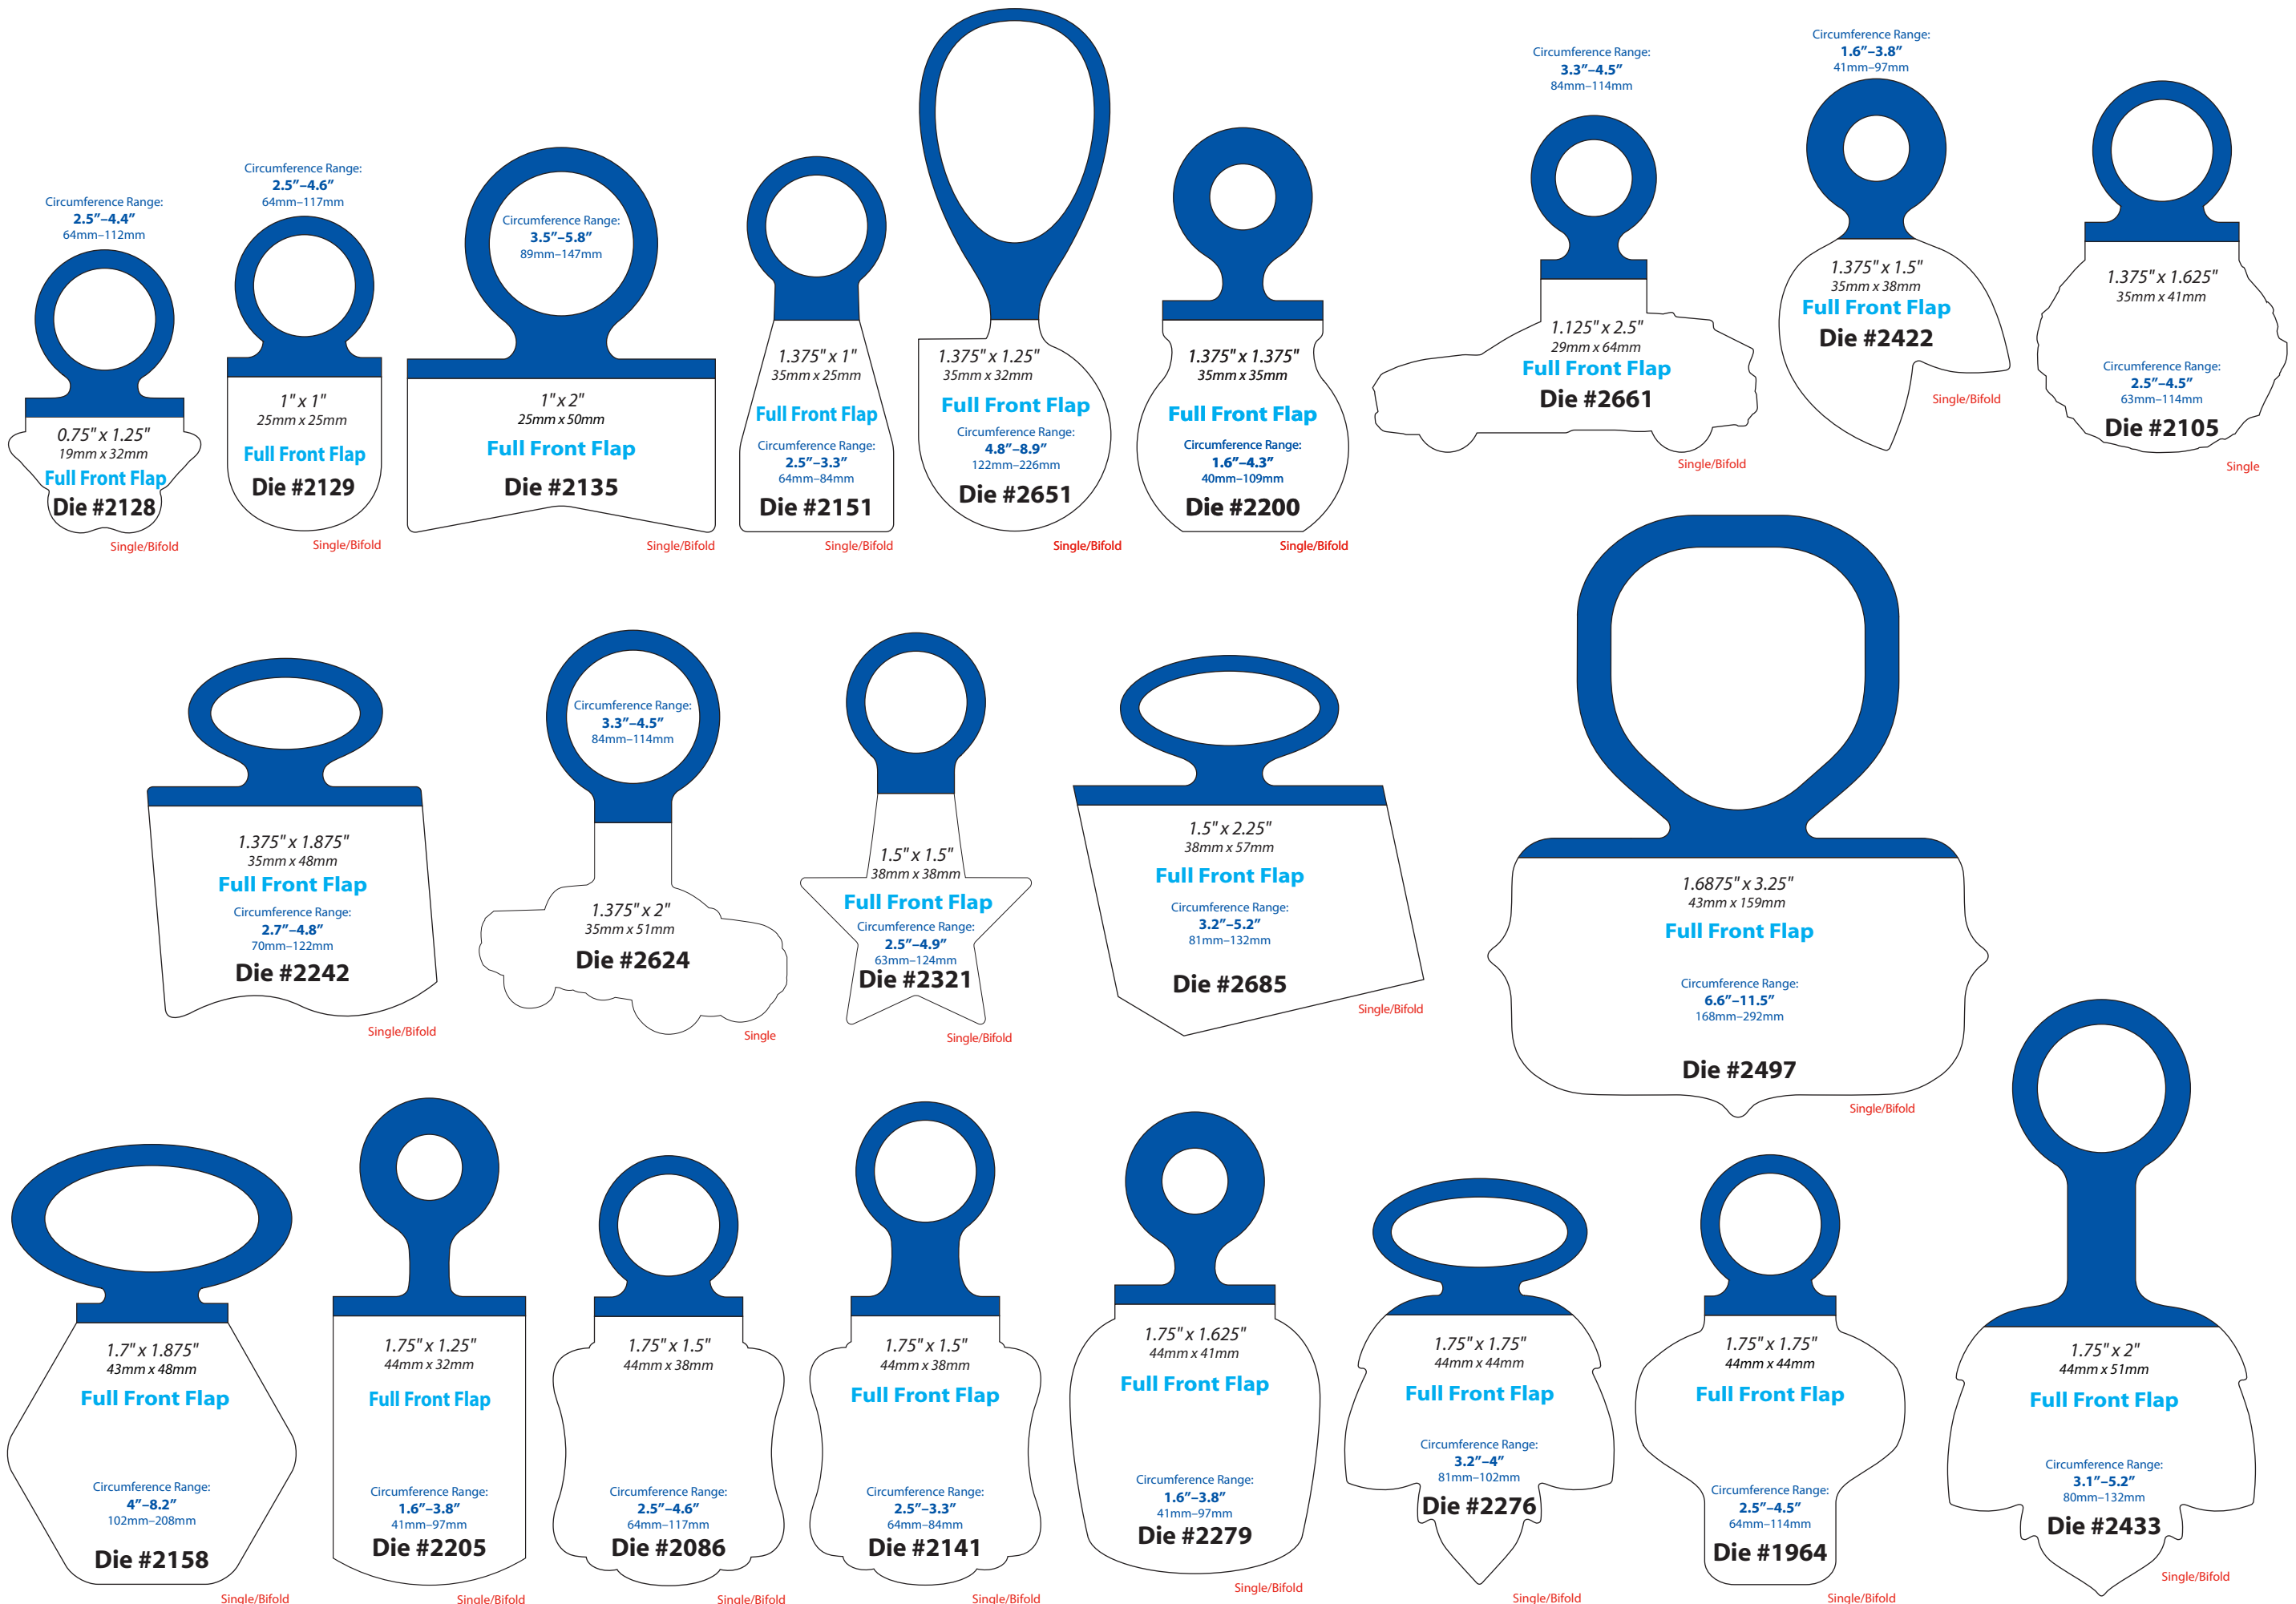 Circumference Range:
2.5”–4.4”
64mm–112mm
0.75" x 1.25"
19mm x 32mm
Full Front Flap
Die #2128
Single/Bifold
Circumference Range:
2.5”–4.6”
64mm–117mm
1" x 1"
25mm x 25mm
Full Front Flap
Die #2129
Single/Bifold
Circumference Range:
3.5”–5.8”
89mm–147mm
1" x 2"
25mm x 50mm
Full Front Flap
Die #2135
Single/Bifold
1.375" x 1"
35mm x 25mm
Full Front Flap
Circumference Range:
2.5”–3.3”
64mm–84mm
Die #2151
Single/Bifold
1.375" x 1.25"
35mm x 32mm
Full Front Flap
Circumference Range:
4.8”–8.9”
122mm–226mm
Die #2651
Single/Bifold
1.375" x 1.375"
35mm x 35mm
Full Front Flap
Circumference Range:
1.6”–4.3”
40mm–109mm
Die #2200
Single/Bifold
Circumference Range:
3.3”–4.5”
84mm–114mm
1.125" x 2.5"
29mm x 64mm
Full Front Flap
Die #2661
Single/Bifold
Circumference Range:
1.6”–3.8”
41mm–97mm
1.375" x 1.5"
35mm x 38mm
Full Front Flap
Die #2422
Single/Bifold
1.375" x 1.625"
35mm x 41mm
Circumference Range:
2.5”–4.5”
63mm–114mm
Die #2105
Single
1.375" x 1.875"
35mm x 48mm
Full Front Flap
Circumference Range:
2.7”–4.8”
70mm–122mm
Die #2242
Single/Bifold
Circumference Range:
3.3”–4.5”
84mm–114mm
1.375" x 2"
35mm x 51mm
Die #2624
Single
1.5" x 1.5"
38mm x 38mm
Full Front Flap
Circumference Range:
2.5”–4.9”
63mm–124mm
Die #2321
Single/Bifold
1.5" x 2.25"
38mm x 57mm
Full Front Flap
Circumference Range:
3.2”–5.2”
81mm–132mm
Die #2685
Single/Bifold
1.6875" x 3.25"
43mm x 159mm
Full Front Flap
Circumference Range:
6.6”–11.5”
168mm–292mm
Die #2497
Single/Bifold
1.7" x 1.875"
43mm x 48mm
Full Front Flap
Circumference Range:
4”–8.2”
102mm–208mm
Die #2158
Single/Bifold
1.75" x 1.25"
44mm x 32mm
Full Front Flap
Circumference Range:
1.6”–3.8”
41mm–97mm
Die #2205
Single/Bifold
1.75" x 1.5"
44mm x 38mm
Circumference Range:
2.5”–4.6”
64mm–117mm
Die #2086
Single/Bifold
1.75" x 1.5"
44mm x 38mm
Full Front Flap
Circumference Range:
2.5”–3.3”
64mm–84mm
Die #2141
Single/Bifold
1.75" x 1.625"
44mm x 41mm
Full Front Flap
Circumference Range:
1.6”–3.8”
41mm–97mm
Die #2279
Single/Bifold
1.75" x 1.75"
44mm x 44mm
Full Front Flap
Circumference Range:
3.2”–4”
81mm–102mm
Die #2276
Single/Bifold
1.75" x 1.75"
44mm x 44mm
Full Front Flap
Circumference Range:
2.5”–4.5”
64mm–114mm
Die #1964
Single/Bifold
1.75" x 2"
44mm x 51mm
Full Front Flap
Circumference Range:
3.1”–5.2”
80mm–132mm
Die #2433
Single/Bifold